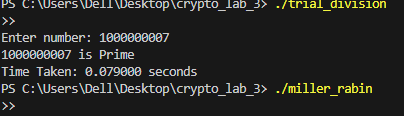 PS C:\Users\Dell\Desktop\crypto_lab_3> ./trial_division
>>
Enter number: 1000000007
1000000007 is Prime
Time Taken: 0.079000 seconds
PS C:\Users\Dell\Desktop\crypto_lab_3> ./miller_rabin
>>